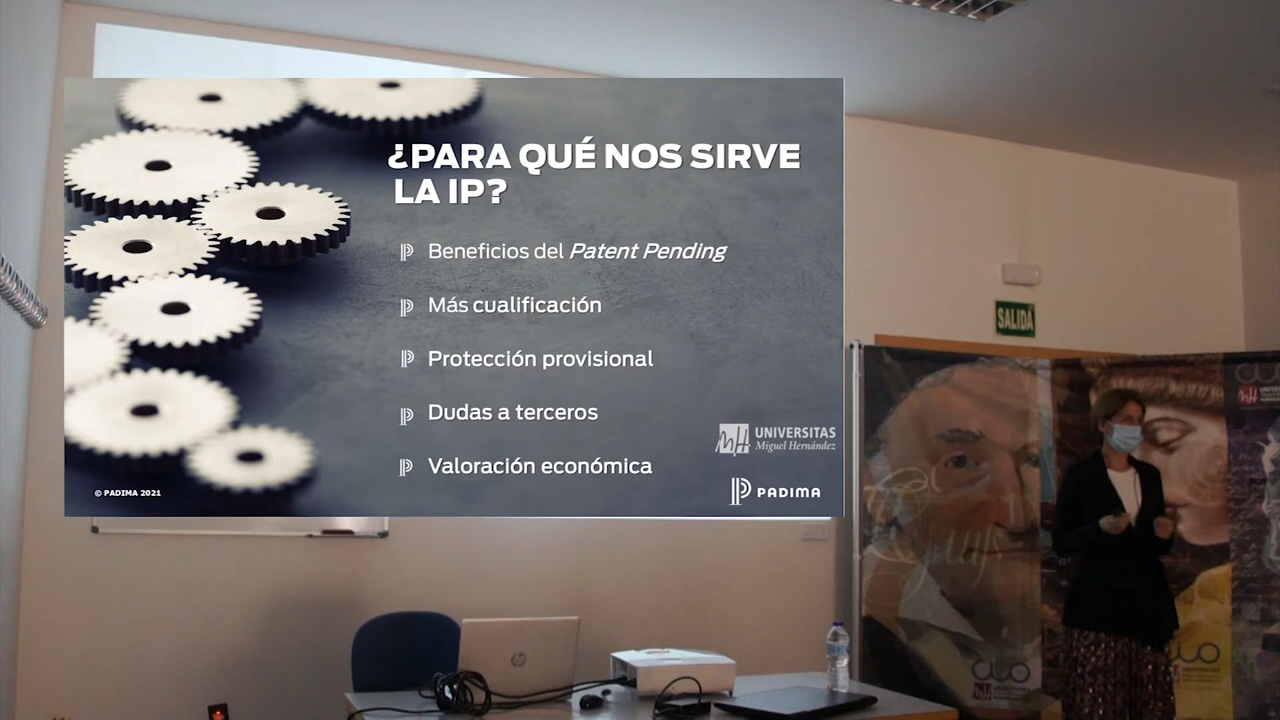 ¿PARA QUÉ NOS SIRVE
LA IP?
Beneficios del Patent Pending
Más cualificación
Protección provisional
Dudas a terceros
Valoración económica
UNIVERSITAS
Miguel Hernández
PADIMA
© PADIMA 2021
SALIDA
hp